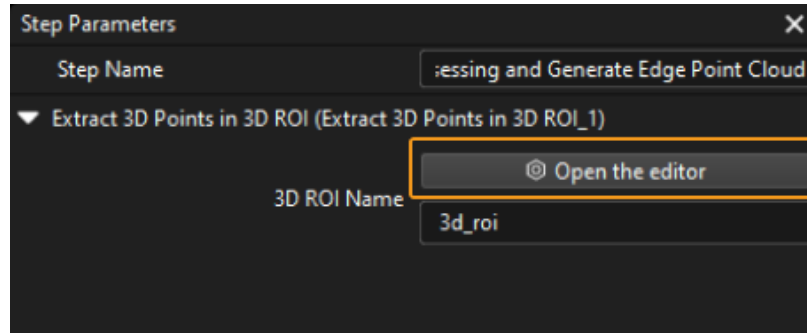 Step Parameters
Step Name
essing and Generate Edge Point Cloud
Extract 3D Points in 3D ROI (Extract 3D Points in 3D ROI_1)
Open the editor
3D ROI Name
3d_roi